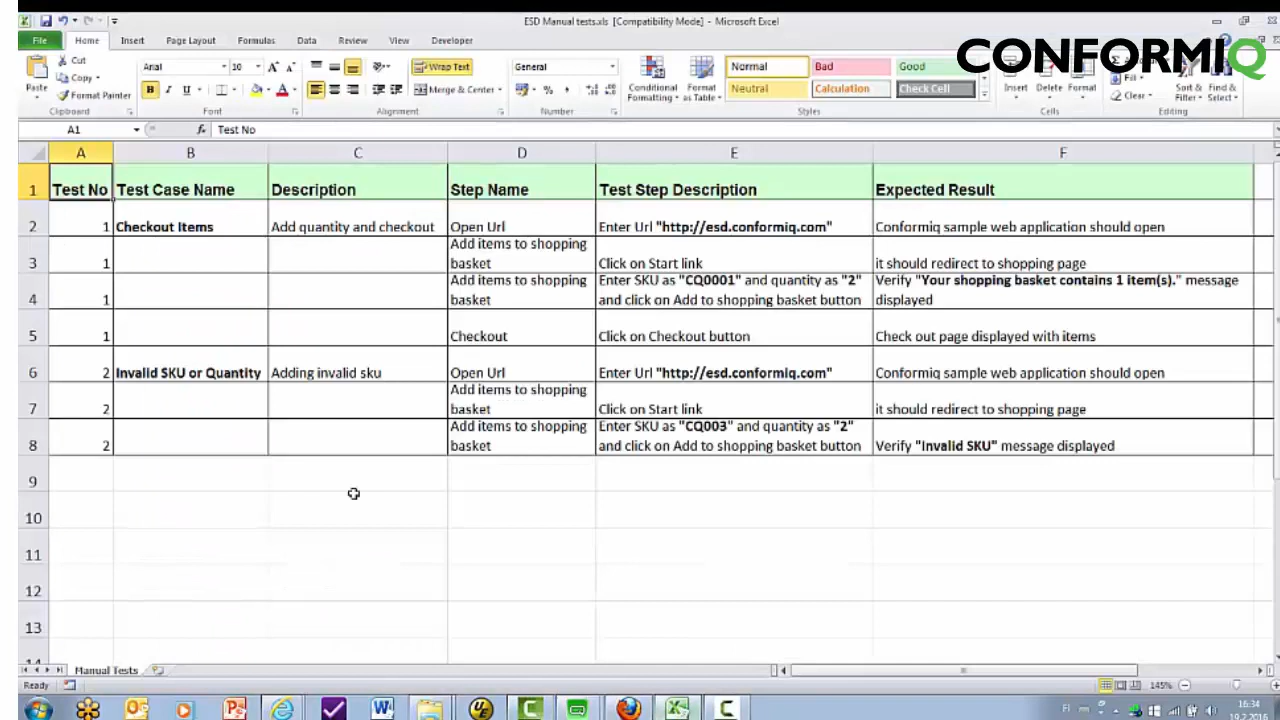 ESD Manual tests.xls [Compatibility Mode] - Microsoft Excel
File Home Insert Page Layout Formulas Data Review View Developer
CONFORMIQ
Paste
Cut
Copy
Format Painter
Clipboard
Arial 10
B I U
Font
Wrap Text
Merge & Center
Alignment
General
Number
Conditional Formatting
Format as Table
Normal Bad Good
Neutral Calculation Check Cell
Styles
Insert Delete Format
Cells
Fill
Clear
Sort & Filter
Find & Select
Editing
A1 fx Test No
A B C D E F
1 Test No Test Case Name Description Step Name Test Step Description Expected Result
2 1 Checkout Items Add quantity and checkout Open Url Enter Url "http://esd.conformiq.com" Conformiq sample web application should open
3 1 Add items to shopping basket Click on Start link it should redirect to shopping page
4 1 Add items to shopping basket Enter SKU as "CQ0001" and quantity as "2" and click on Add to shopping basket button Verify "Your shopping basket contains 1 item(s)." message displayed
5 1 Checkout Click on Checkout button Check out page displayed with items
6 2 Invalid SKU or Quantity Adding invalid sku Open Url Enter Url "http://esd.conformiq.com" Conformiq sample web application should open
7 2 Add items to shopping basket Click on Start link it should redirect to shopping page
8 2 Add items to shopping basket Enter SKU as "CQ003" and quantity as "2" and click on Add to shopping basket button Verify "Invalid SKU" message displayed
9
10
11
12
13
14
Manual Tests
Ready 145%
FI 16:34
19.2.2016